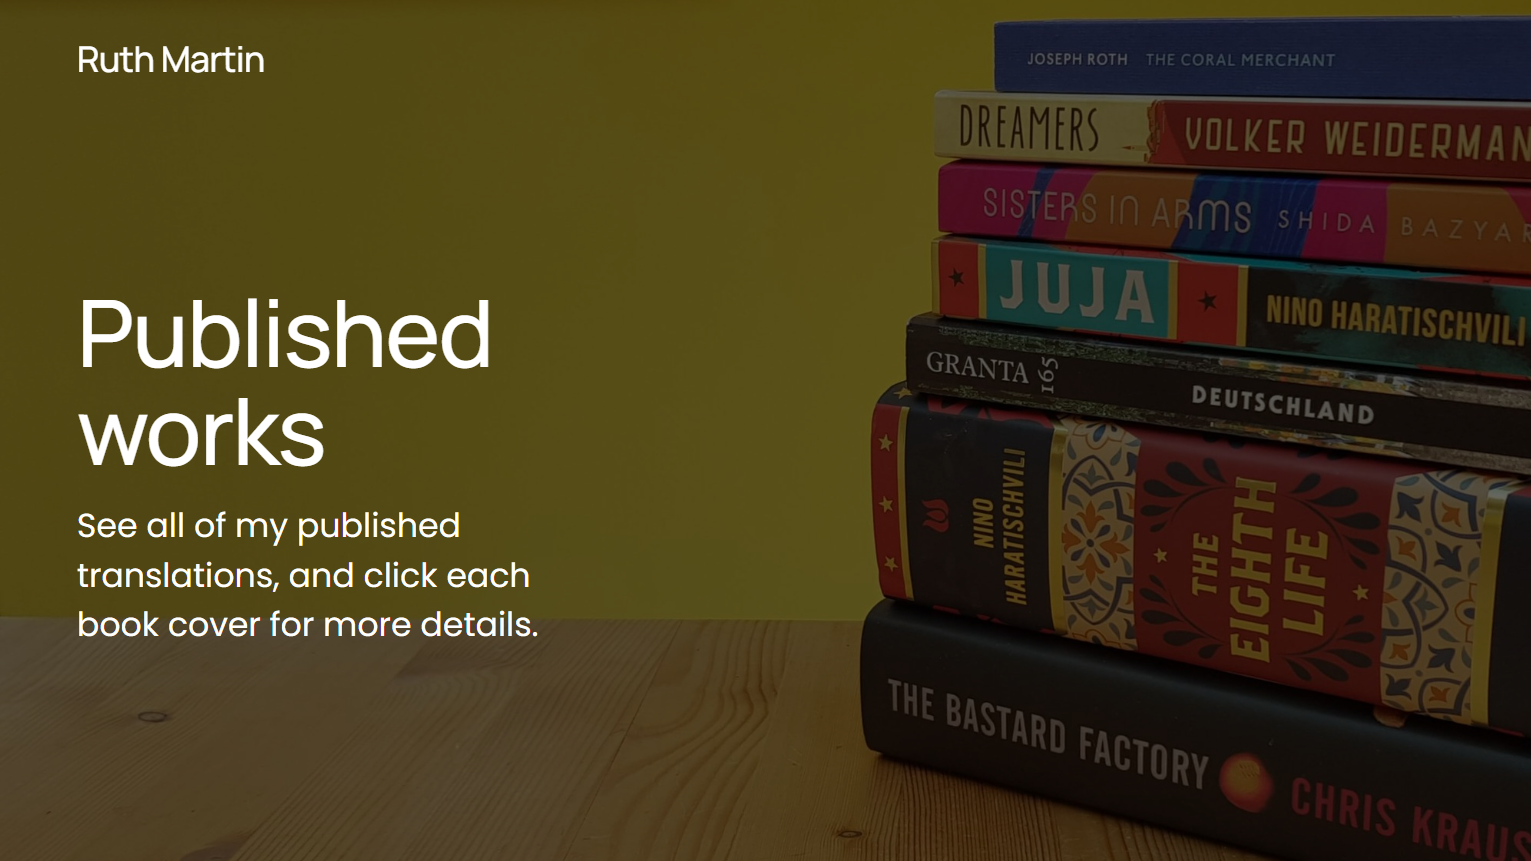 Ruth Martin
Published
works
See all of my published
translations, and click each
book cover for more details.
JOSEPH ROTH THE CORAL MERCHANT
DREAMERS VOLKER WEIDERMAN
SISTERS IN ARMS SHIDA BAZYAR
JUJA NINO HARATISCHVILI
GRANTA 165 DEUTSCHLAND
NINO
HARATISCHVILI
THE
EIGHTH
LIFE
THE BASTARD FACTORY CHRIS KRAUS